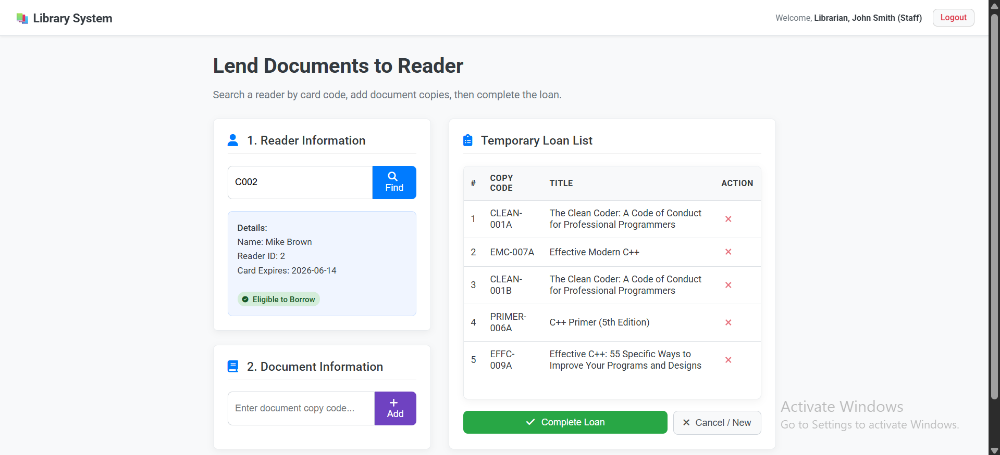 Library System
Welcome, Librarian, John Smith (Staff)
Logout
Lend Documents to Reader
Search a reader by card code, add document copies, then complete the loan.
1. Reader Information
C002
Find
Details:
Name: Mike Brown
Reader ID: 2
Card Expires: 2026-06-14
Eligible to Borrow
2. Document Information
Enter document copy code...
Add
Temporary Loan List
#
COPY
CODE
TITLE
ACTION
1
CLEAN-
001A
The Clean Coder: A Code of Conduct
for Professional Programmers
2
EMC-007A
Effective Modern C++
3
CLEAN-
001B
The Clean Coder: A Code of Conduct
for Professional Programmers
4
PRIMER-
006A
C++ Primer (5th Edition)
5
EFFC-
009A
Effective C++: 55 Specific Ways to
Improve Your Programs and Designs
Complete Loan
Cancel / New
Activate Windows
Go to Settings to activate Windows.